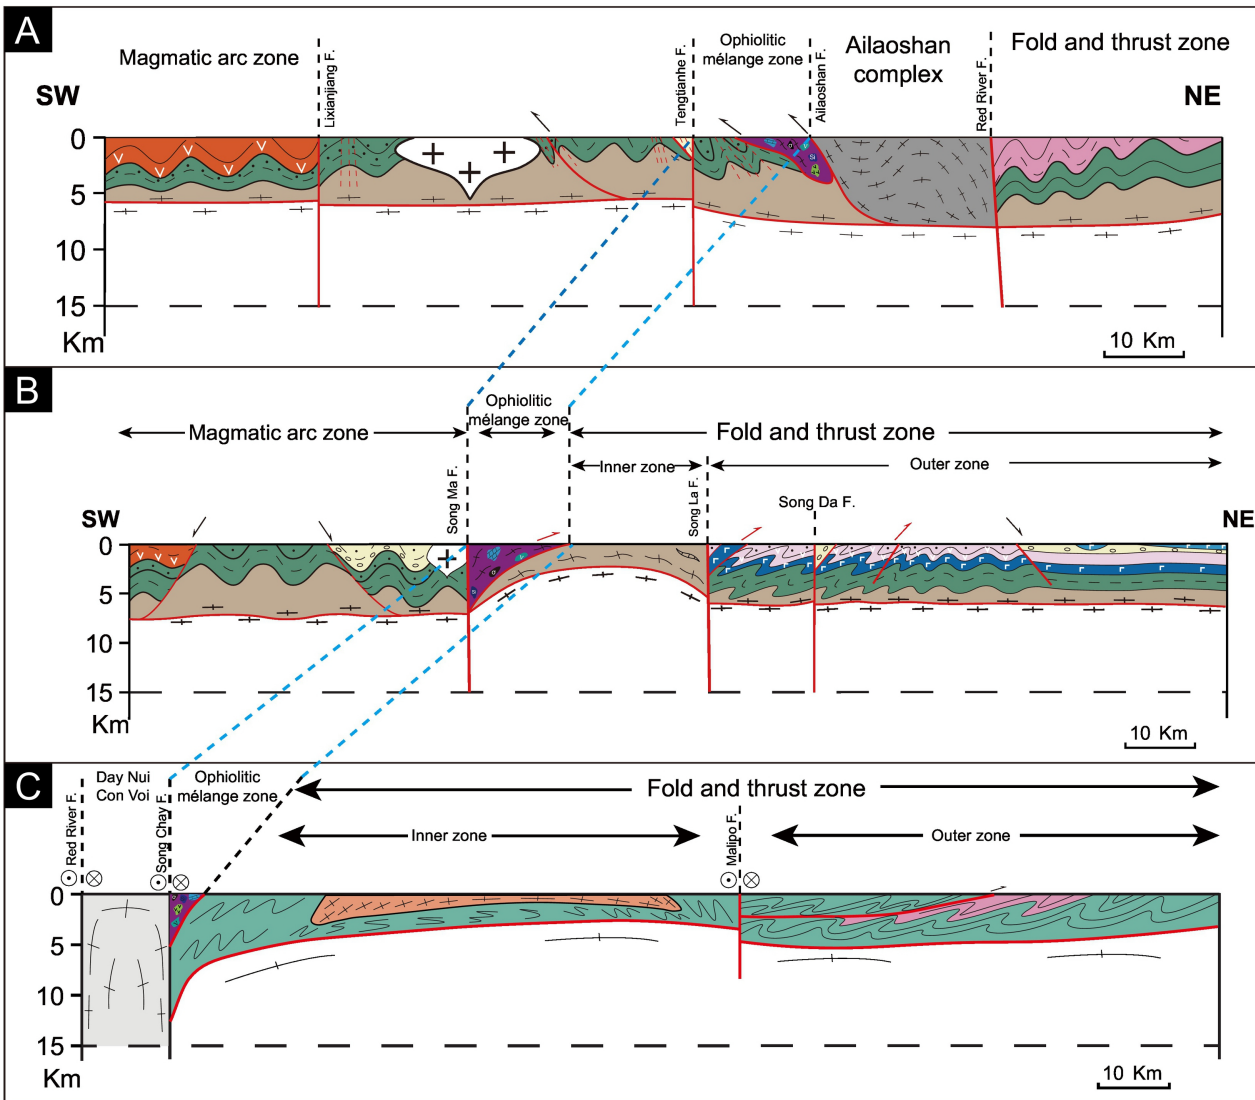 A
Magmatic arc zone
Lixianjiang F.
Tengtianhe F.
Ophiolitic
mélange zone
Ailaoshan F.
Ailaoshan
complex
Red River F.
Fold and thrust zone
SW
NE
0
5
10
15
Km
10 Km
B
Magmatic arc zone
Song Ma F.
Ophiolitic
mélange zone
Fold and thrust zone
Inner zone
Song La F.
Outer zone
Song Da F.
SW
NE
0
5
10
15
Km
10 Km
C
Red River F.
Day Nui
Con Voi
Song Chay F.
Ophiolitic
mélange zone
Fold and thrust zone
Inner zone
Malipo F.
Outer zone
0
5
10
15
Km
10 Km